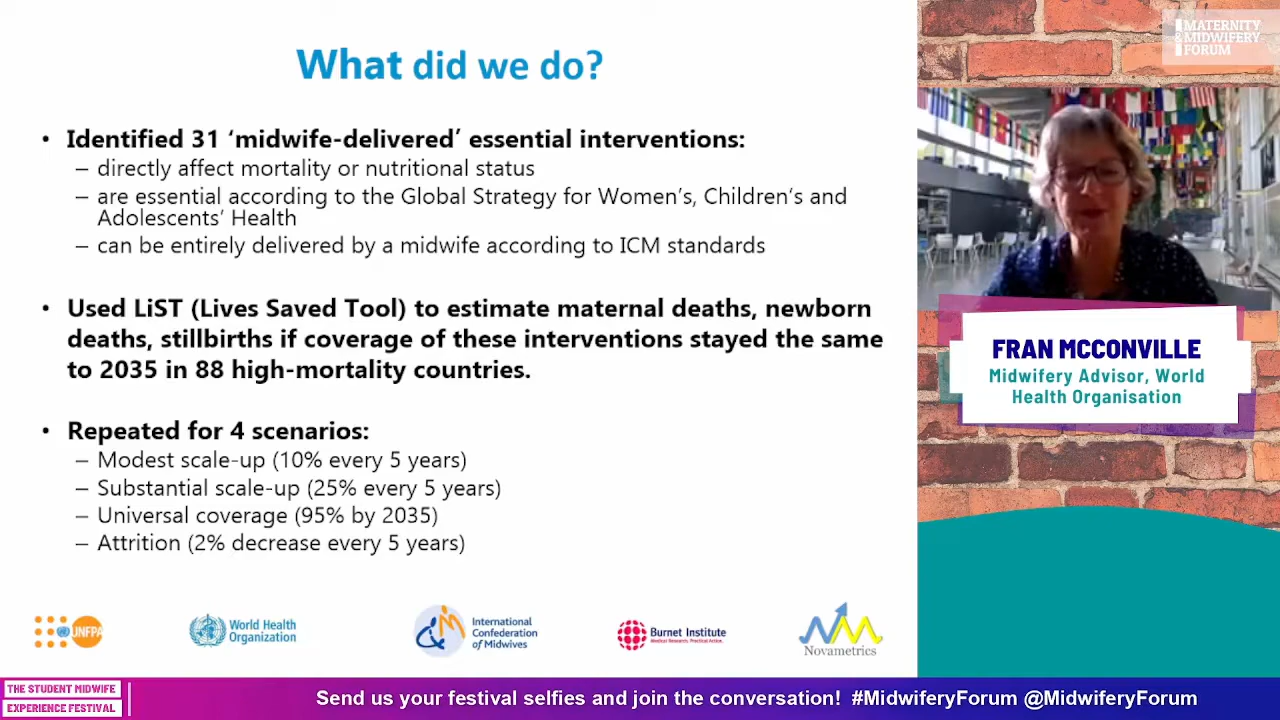 What did we do?
• Identified 31 ‘midwife-delivered’ essential interventions:
– directly affect mortality or nutritional status
– are essential according to the Global Strategy for Women’s, Children’s and
Adolescents’ Health
– can be entirely delivered by a midwife according to ICM standards
• Used LiST (Lives Saved Tool) to estimate maternal deaths, newborn
deaths, stillbirths if coverage of these interventions stayed the same
to 2035 in 88 high-mortality countries.
• Repeated for 4 scenarios:
– Modest scale-up (10% every 5 years)
– Substantial scale-up (25% every 5 years)
– Universal coverage (95% by 2035)
– Attrition (2% decrease every 5 years)
UNFPA
World Health
Organization
International
Confederation
of Midwives
Burnet Institute
Medical Research. Practical Action.
Novametrics
MATERNITY
& MIDWIFERY
FORUM
FRAN MCCONVILLE
Midwifery Advisor, World
Health Organisation
THE STUDENT MIDWIFE
EXPERIENCE FESTIVAL
Send us your festival selfies and join the conversation! #MidwiferyForum @MidwiferyForum